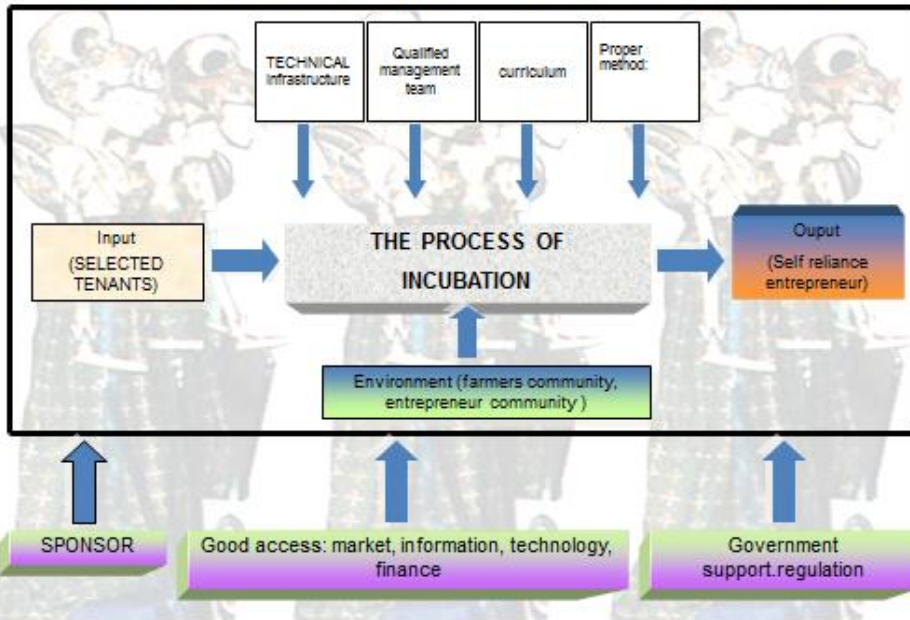 TECHNICAL
infrastructure
Qualified
management
team
curriculum
Proper
method:
Input
(SELECTED
TENANTS)
THE PROCESS OF
INCUBATION
Ouput
(Self reliance
entrepreneur)
Environment (farmers community,
entrepreneur community )
SPONSOR
Good access: market, information, technology,
finance
Government
support.regulation